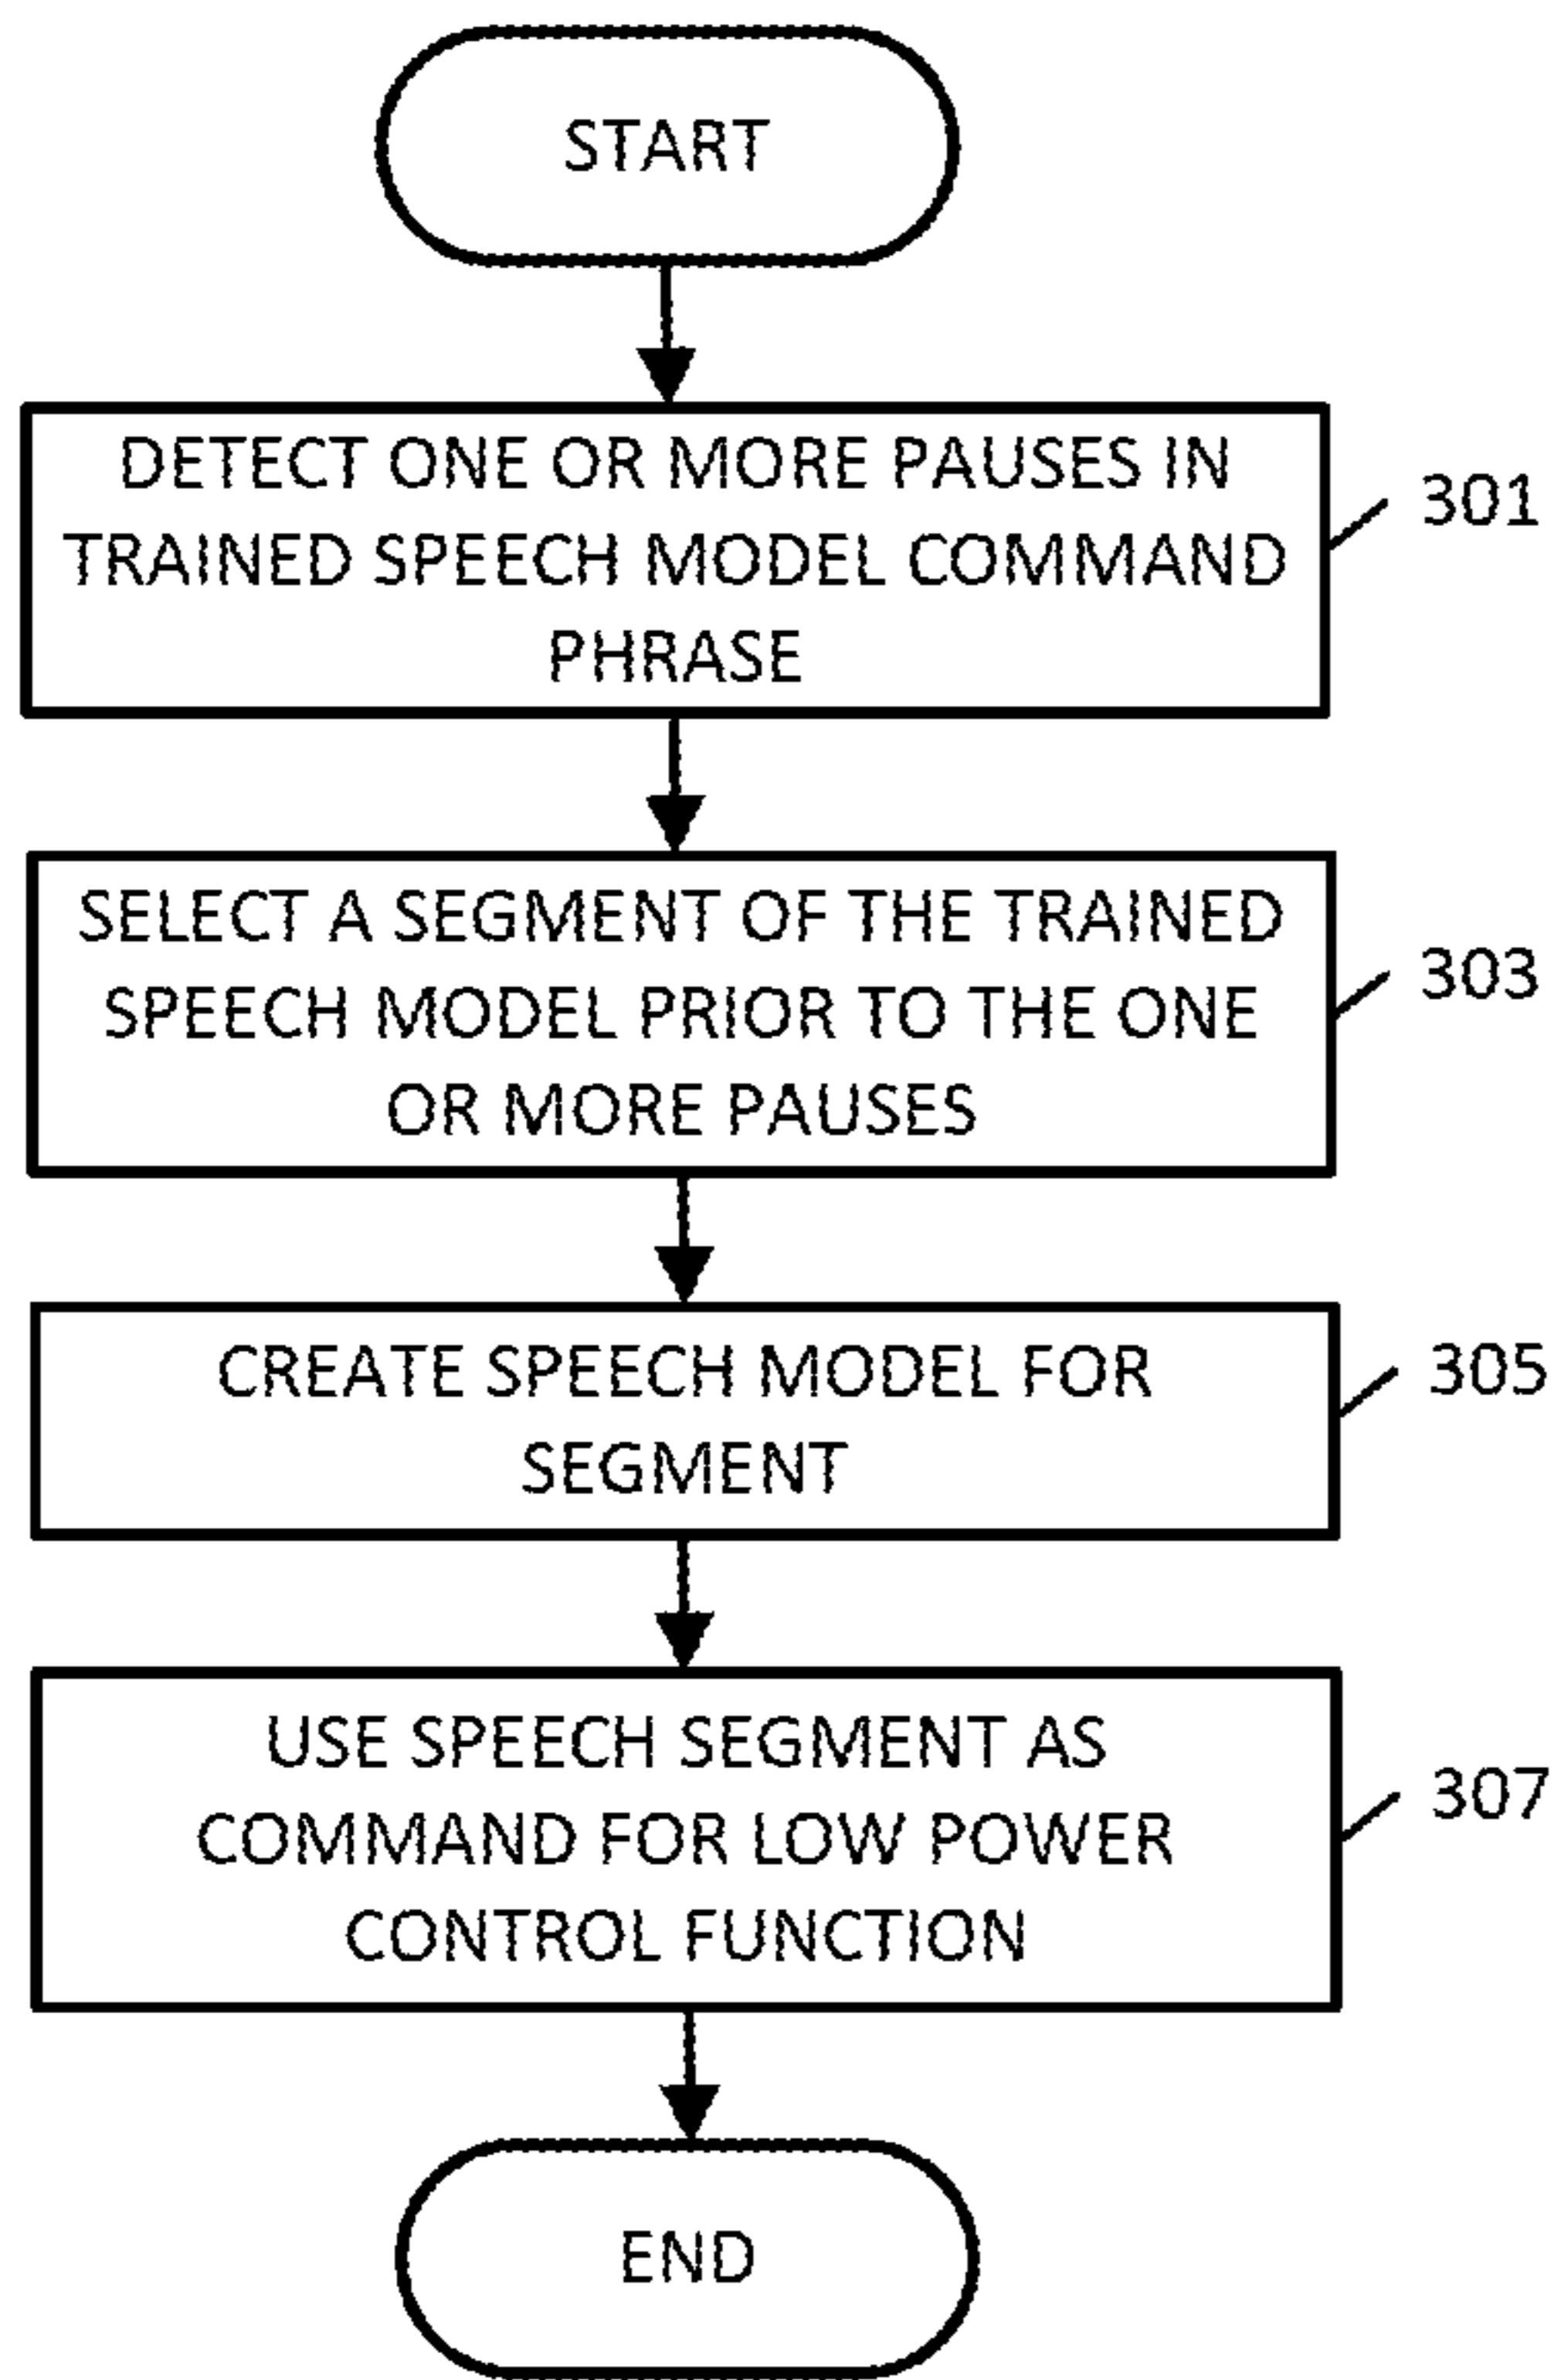 START
DETECT ONE OR MORE PAUSES IN
TRAINED SPEECH MODEL COMMAND
PHRASE
301
SELECT A SEGMENT OF THE TRAINED
SPEECH MODEL PRIOR TO THE ONE
OR MORE PAUSES
303
CREATE SPEECH MODEL FOR
SEGMENT
305
USE SPEECH SEGMENT AS
COMMAND FOR LOW POWER
CONTROL FUNCTION
307
END